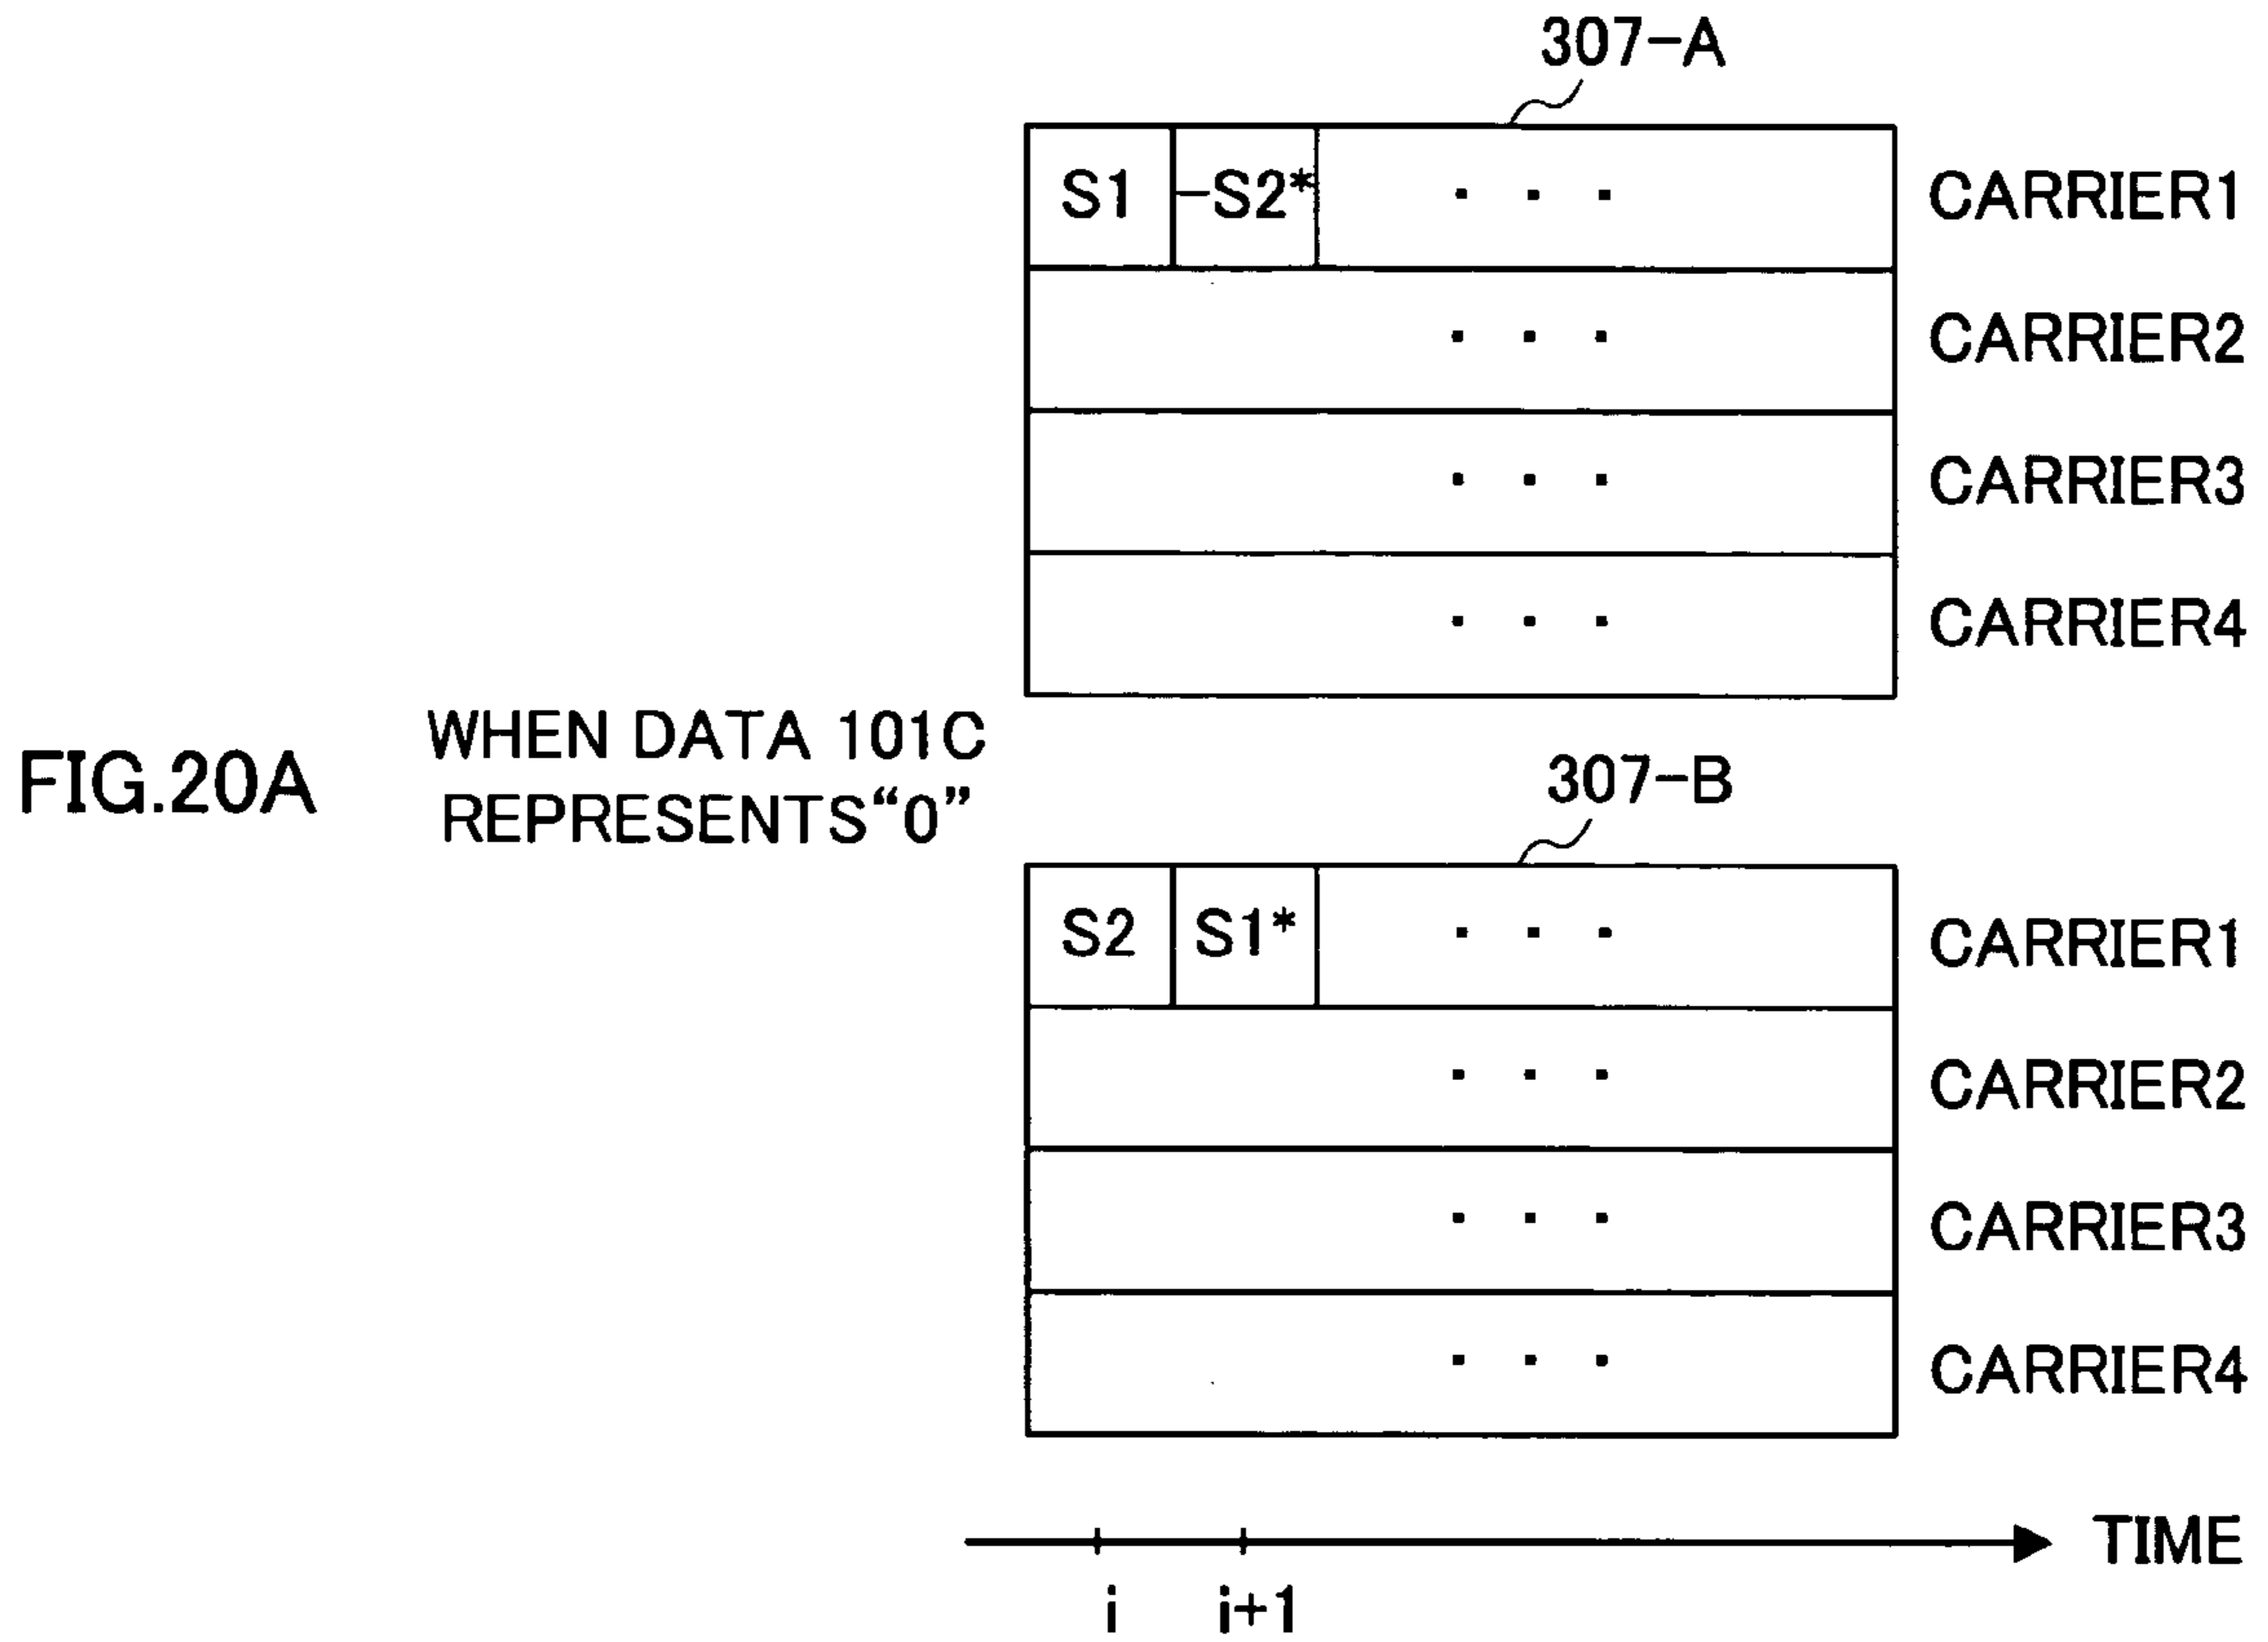 307-A
S1 -S2* · · · CARRIER1
· · · CARRIER2
· · · CARRIER3
· · · CARRIER4
FIG.20A
WHEN DATA 101C
REPRESENTS“0”
307-B
S2 S1* · · · CARRIER1
· · · CARRIER2
· · · CARRIER3
· · · CARRIER4
TIME
i i+1